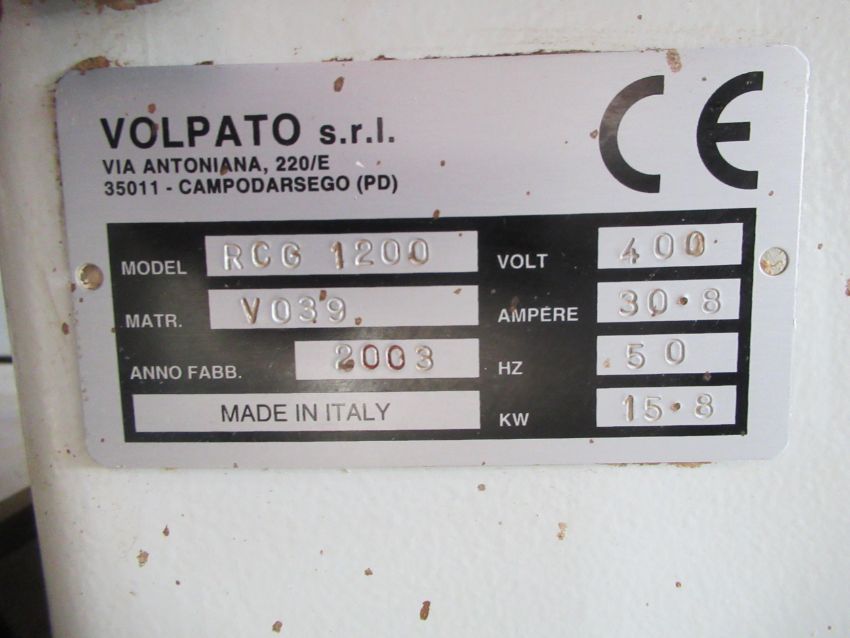 VOLPATO s.r.l.
VIA ANTONIANA, 220/E
35011 - CAMPODARSEGO (PD)
CE
MODEL RCG 1200
MATR. V039
ANNO FABB. 2003
MADE IN ITALY
VOLT 400
AMPÉRE 30·8
HZ 50
KW 15·8